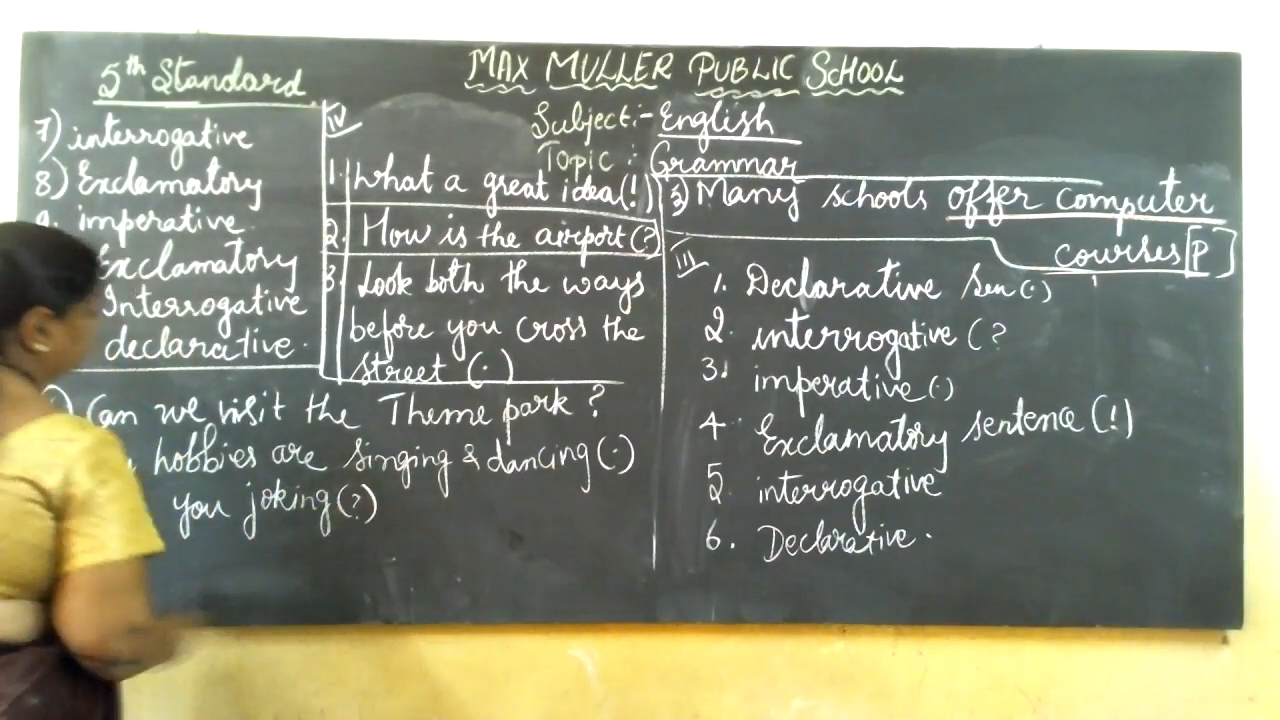 MAX MULLER PUBLIC SCHOOL
5th Standard
Subject:- English
Topic : Grammar
3) Many schools offer computer
courses [P]
III
1. Declarative Sen(.)
2. interrogative (?
3. imperative(.)
4 Exclamatory sentence (!)
5 interrogative
6. Declarative.
7) interrogative
8) Exclamatory
9. imperative
Exclamatory
Interrogative
declarative.
IV
1. What a great idea(!)
2. How is the airport(?)
3. Look both the ways
before you cross the
street (.)
Can we visit the Theme park?
hobbies are Singing & dancing(.)
you joking(?)